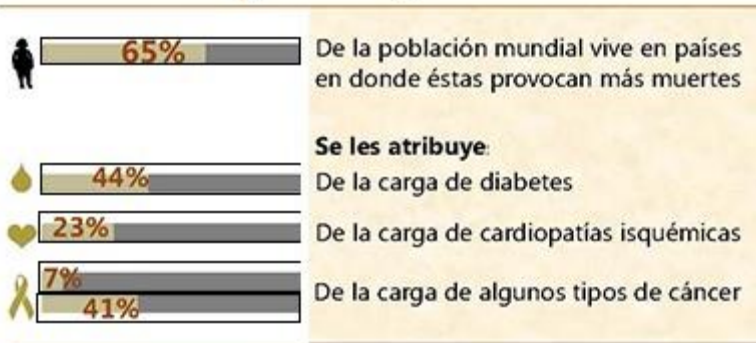 65%
De la población mundial vive en países
en donde éstas provocan más muertes
Se les atribuye:
44%
De la carga de diabetes
23%
De la carga de cardiopatías isquémicas
7%
41%
De la carga de algunos tipos de cáncer